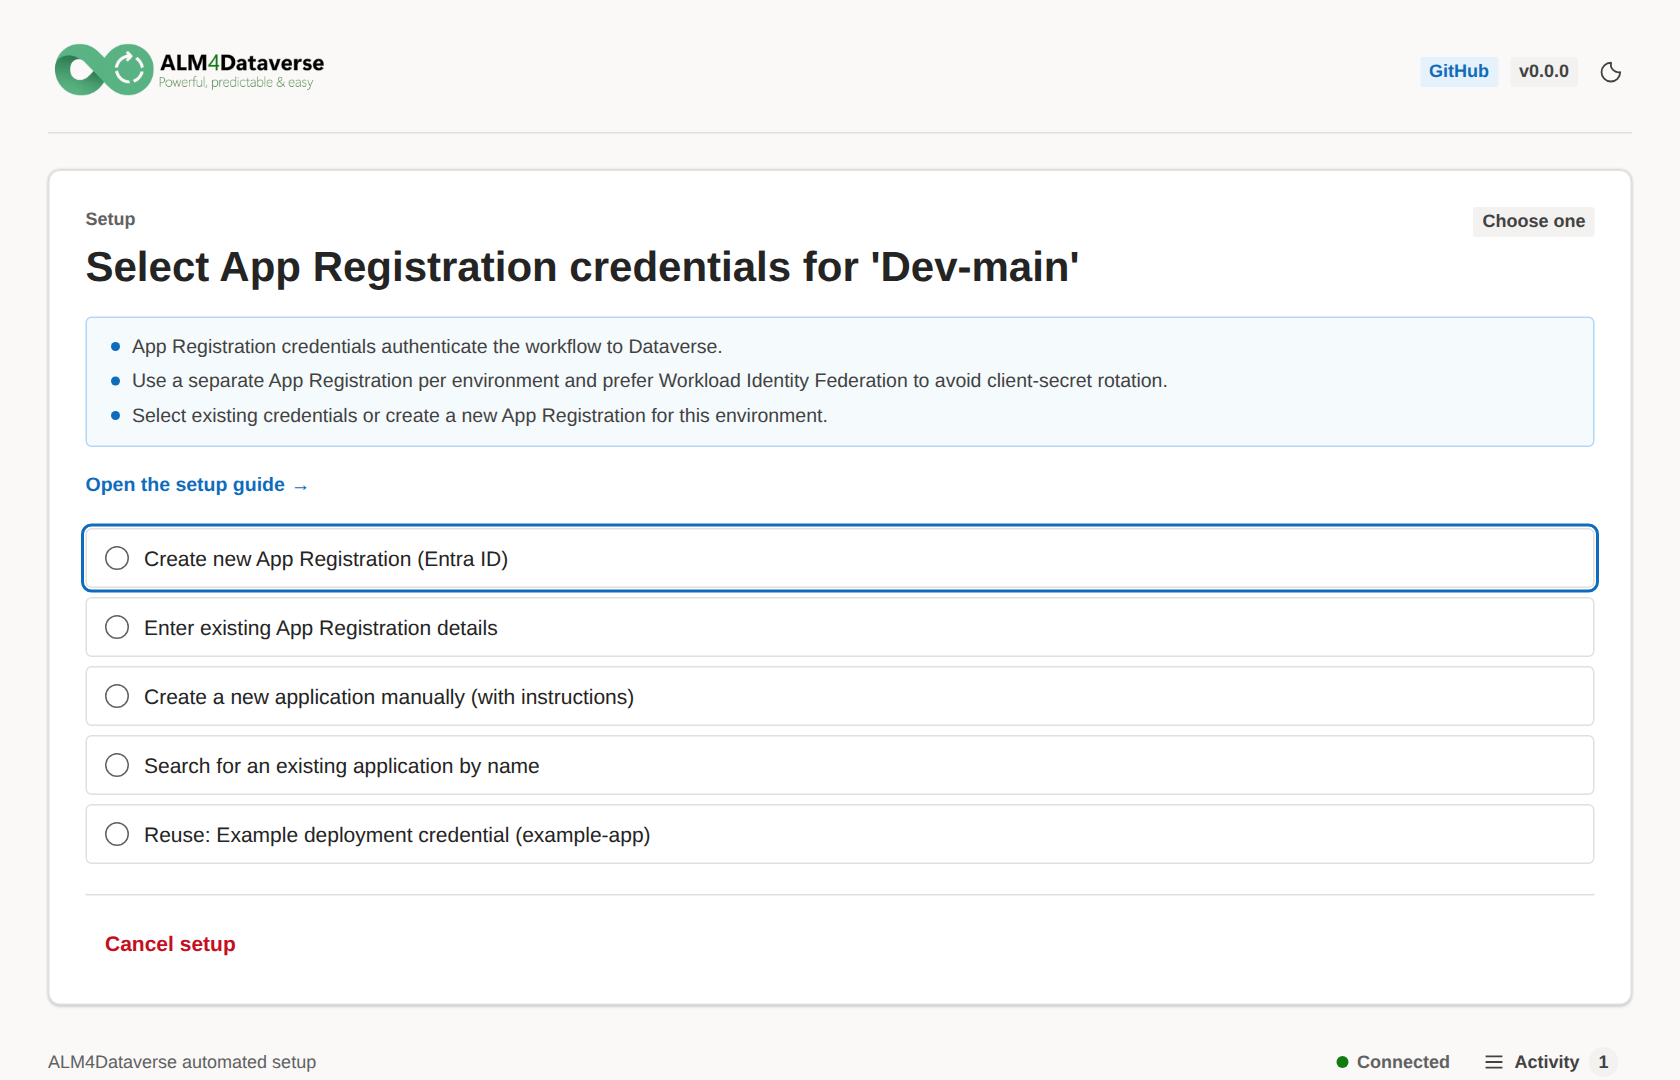 ALM4Dataverse
Powerful, predictable & easy
GitHub
v0.0.0
Setup
Choose one
Select App Registration credentials for 'Dev-main'
App Registration credentials authenticate the workflow to Dataverse.
Use a separate App Registration per environment and prefer Workload Identity Federation to avoid client-secret rotation.
Select existing credentials or create a new App Registration for this environment.
Open the setup guide →
Create new App Registration (Entra ID)
Enter existing App Registration details
Create a new application manually (with instructions)
Search for an existing application by name
Reuse: Example deployment credential (example-app)
Cancel setup
ALM4Dataverse automated setup
Connected
Activity 1